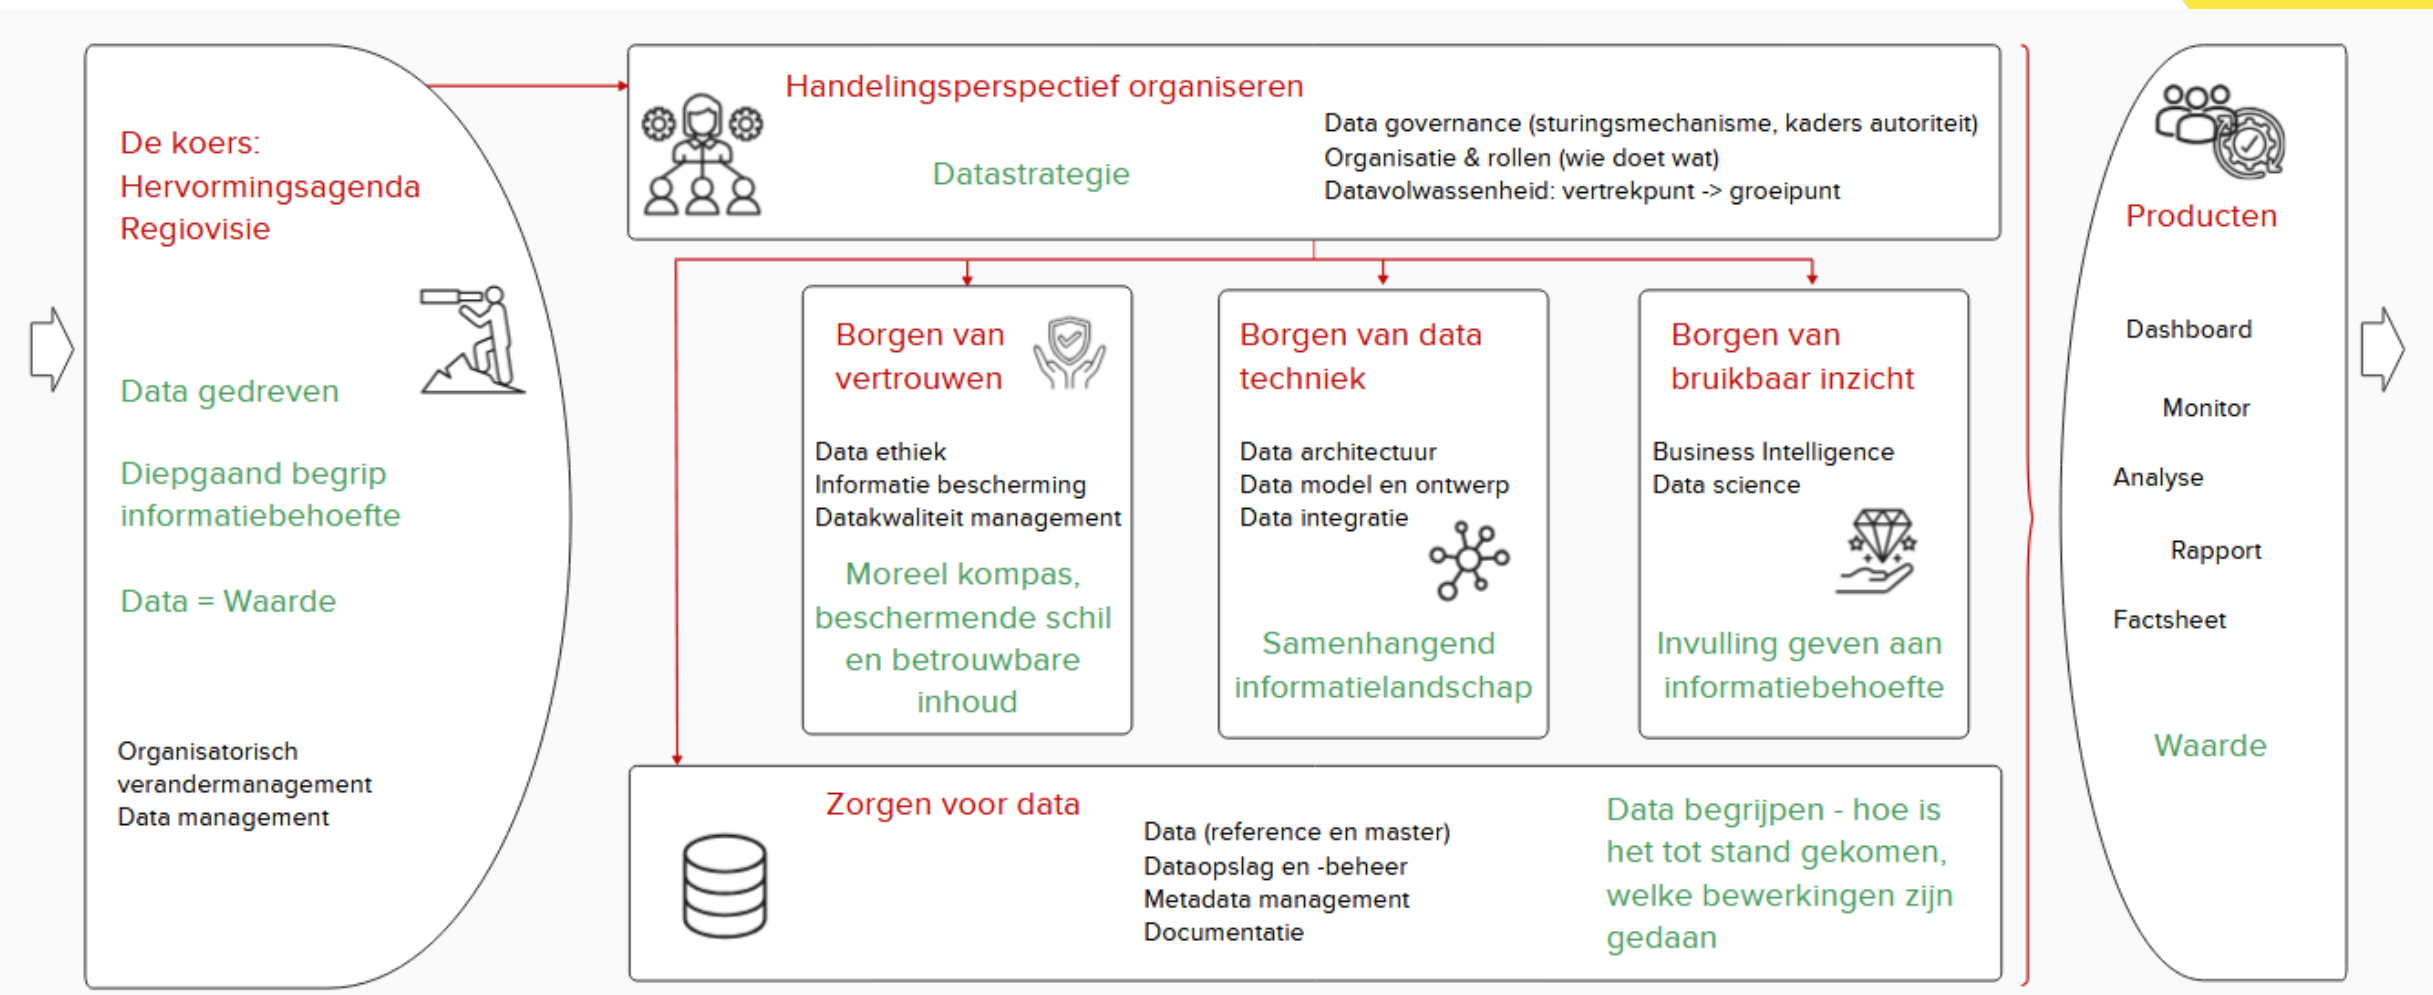 De koers:
Hervormingsagenda
Regiovisie
Data gedreven
Diepgaand begrip
informatiebehoefte
Data = Waarde
Organisatorisch
verandermanagement
Data management
Handelingsperspectief organiseren
Datastrategie
Data governance (sturingsmechanisme, kaders autoriteit)
Organisatie & rollen (wie doet wat)
Datavolwassenheid: vertrekpunt -> groeipunt
Borgen van
vertrouwen
Data ethiek
Informatie bescherming
Datakwaliteit management
Moreel kompas,
beschermende schil
en betrouwbare
inhoud
Borgen van data
techniek
Data architectuur
Data model en ontwerp
Data integratie
Samenhangend
informatielandschap
Borgen van
bruikbaar inzicht
Business Intelligence
Data science
Invulling geven aan
informatiebehoefte
Zorgen voor data
Data (reference en master)
Dataopslag en -beheer
Metadata management
Documentatie
Data begrijpen - hoe is
het tot stand gekomen,
welke bewerkingen zijn
gedaan
Producten
Dashboard
Monitor
Analyse
Rapport
Factsheet
Waarde